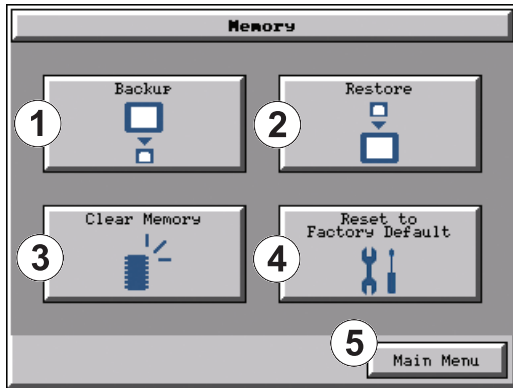 Memory
1
Backup
2
Restore
3
Clear Memory
4
Reset to
Factory Default
5
Main Menu